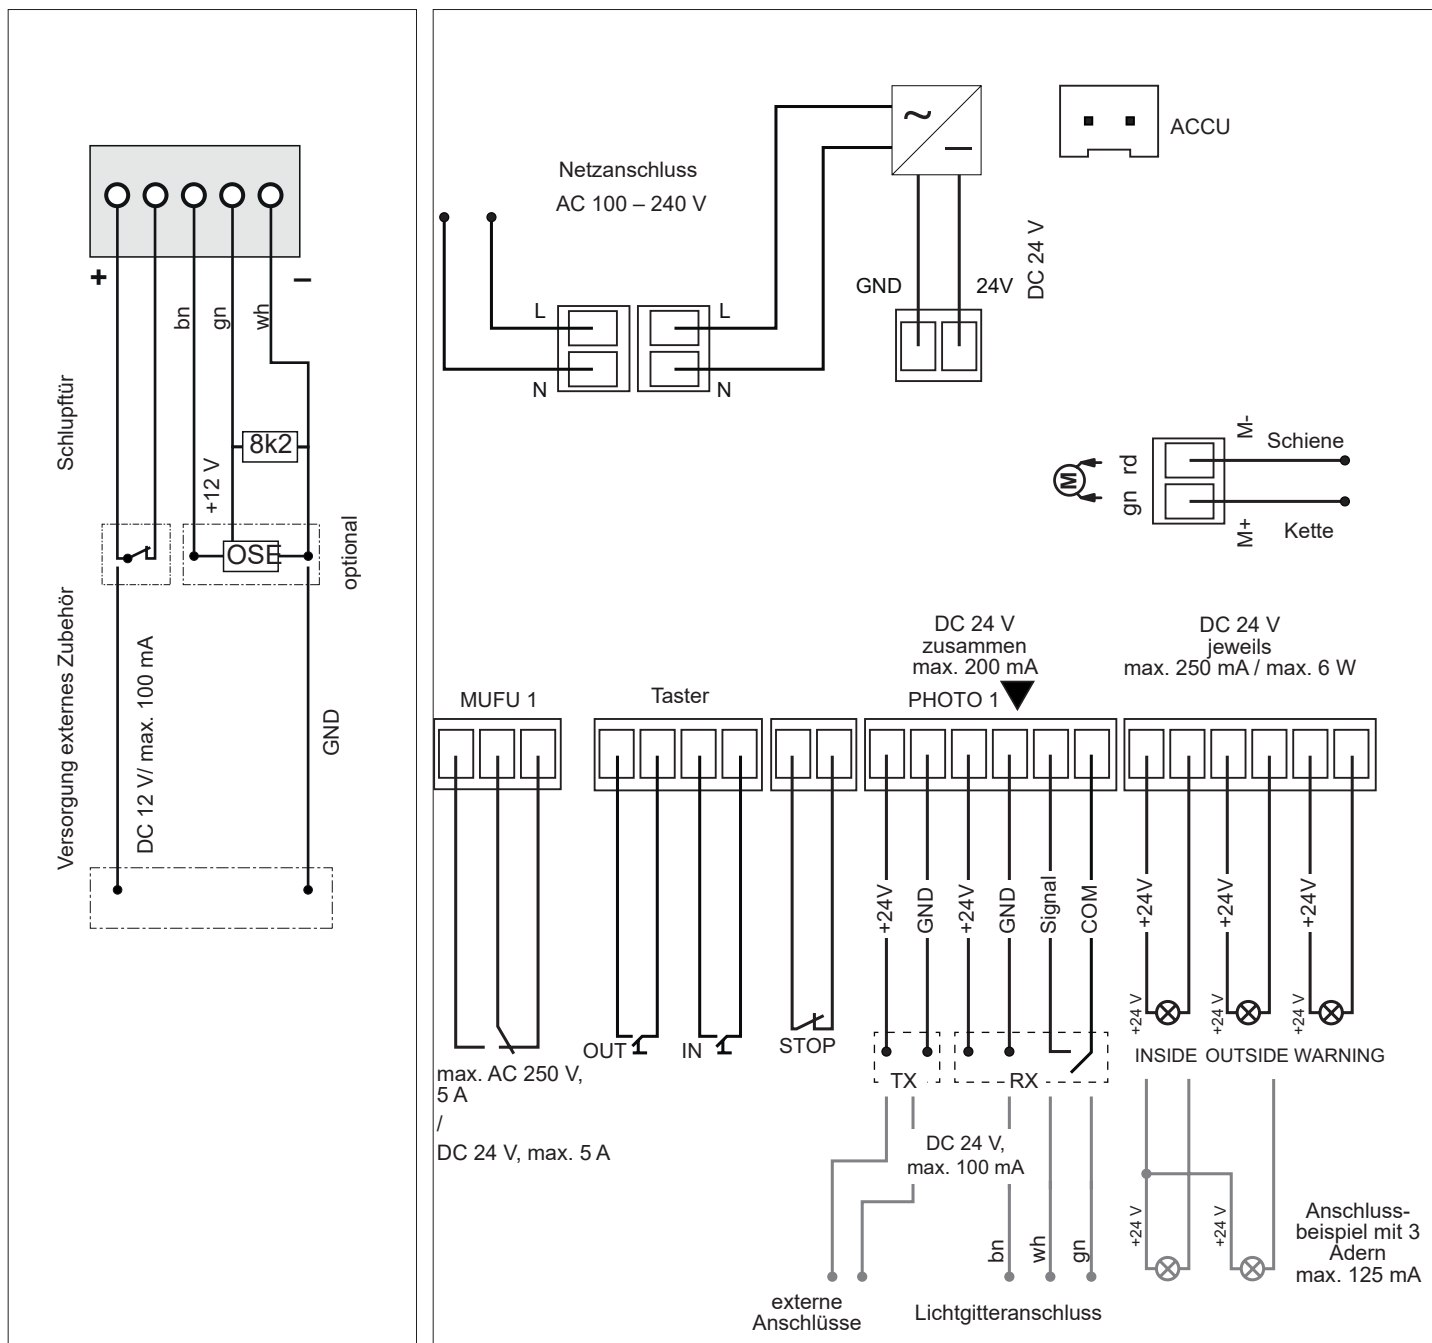 +
–
bn
gn
wh
Schlupftür
8k2
+12 V
OSE
optional
Versorgung externes Zubehör
DC 12 V/ max. 100 mA
GND
Netzanschluss
AC 100 – 240 V
L
N
L
N
~
–
GND
24V
DC 24 V
ACCU
M
rd
gn
M-
M+
Schiene
Kette
DC 24 V
zusammen
max. 200 mA
DC 24 V
jeweils
max. 250 mA / max. 6 W
MUFU 1
Taster
PHOTO 1
+24V
GND
+24V
GND
Signal
COM
+24V
+24V
+24V
+24 V
+24 V
+24 V
OUT
IN
STOP
TX
RX
INSIDE
OUTSIDE
WARNING
max. AC 250 V,
5 A
/
DC 24 V, max. 5 A
DC 24 V,
max. 100 mA
bn
wh
gn
+24 V
+24 V
Anschluss-
beispiel mit 3
Adern
max. 125 mA
externe
Anschlüsse
Lichtgitteranschluss